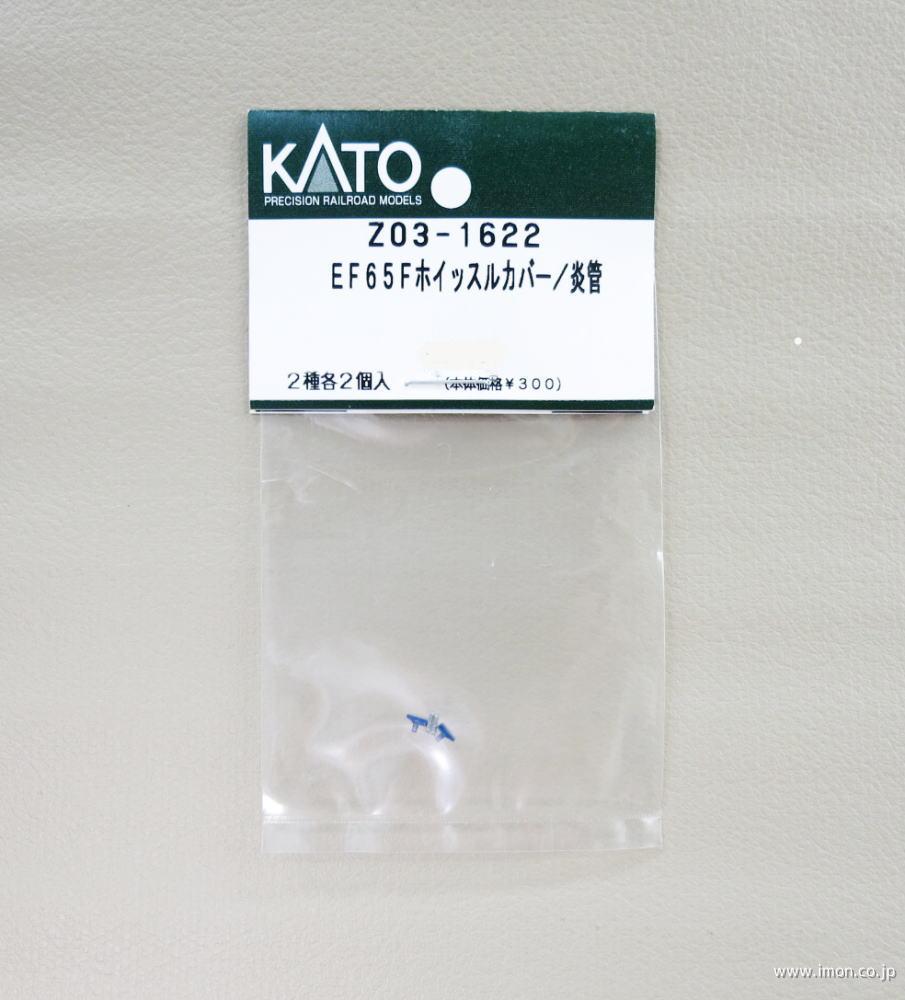 KATO
PRECISION RAILROAD MODELS
Z03-1622
EF65Fホイッスルカバー/炎管
2種各2個入 (本体価格¥300)
www.imon.co.jp